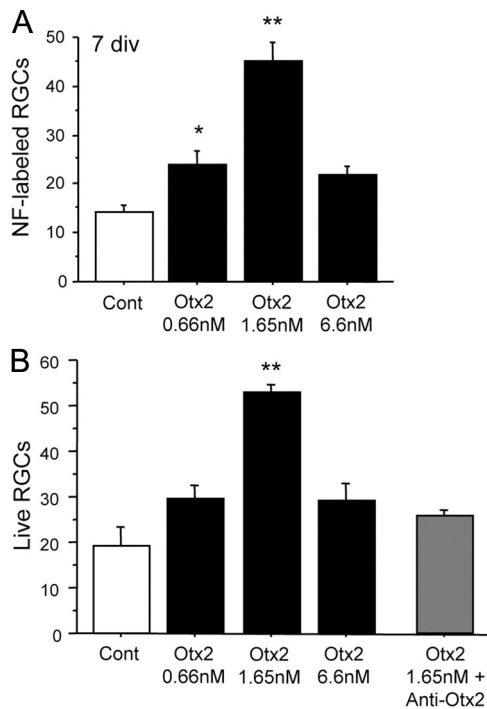 A
7 div
**
*
50
40
30
20
10
0
NF-labeled RGCs
Cont
Otx2
0.66nM
Otx2
1.65nM
Otx2
6.6nM
B
**
60
50
40
30
20
10
0
Live RGCs
Cont
Otx2
0.66nM
Otx2
1.65nM
Otx2
6.6nM
Otx2
1.65nM +
Anti-Otx2